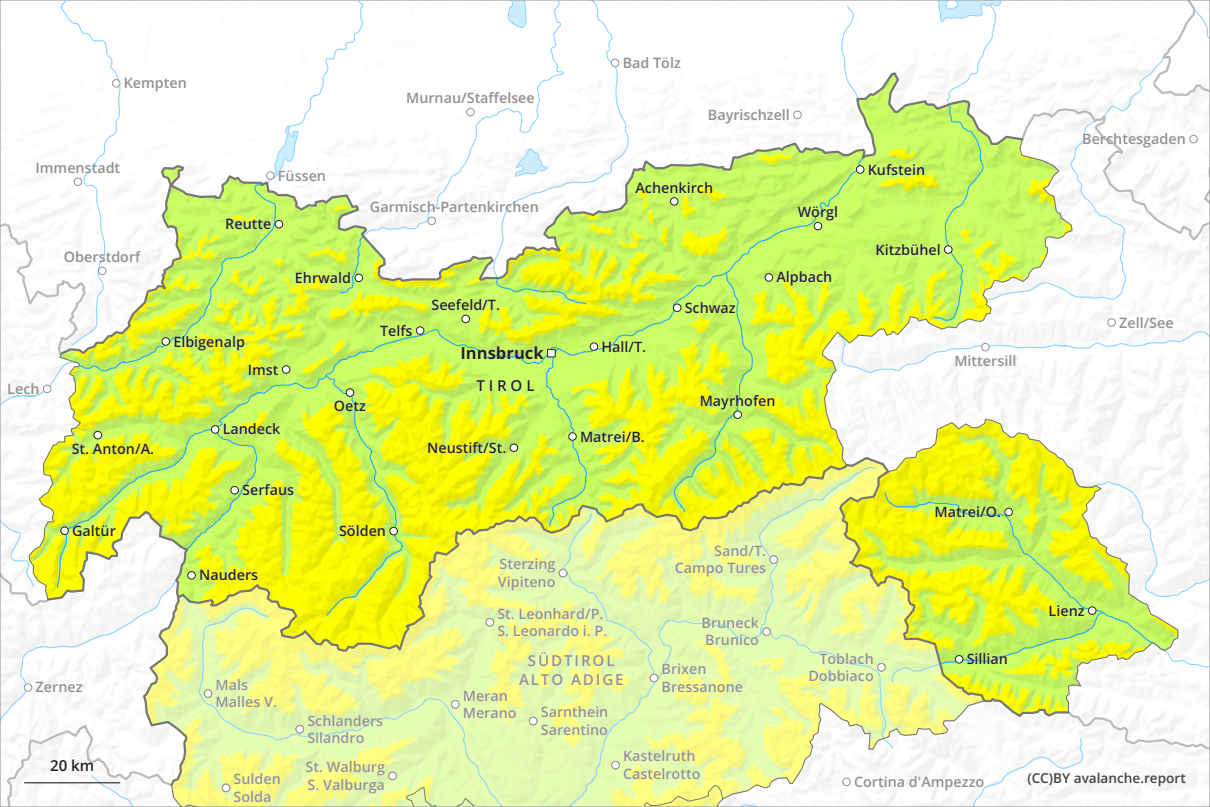 Kempten
Bad Tölz
Murnau/Staffelsee
Bayrischzell
Berchtesgaden
Immenstadt
Füssen
Kufstein
Achenkirch
Garmisch-Partenkirchen
Reutte
Wörgl
Oberstdorf
Kitzbühel
Ehrwald
Alpbach
Seefeld/T.
Schwaz
Zell/See
Telfs
Elbigenalp
Innsbruck
Hall/T.
Mittersill
Imst
TIROL
Lech
Oetz
Mayrhofen
Landeck
Matrei/B.
St. Anton/A.
Neustift/St.
Serfaus
Matrei/O.
Galtür
Sölden
Sand/T.
Campo Tures
Sterzing
Vipiteno
Nauders
Lienz
St. Leonhard/P.
S. Leonardo i. P.
Bruneck
Brunico
Sillian
SÜDTIROL
ALTO ADIGE
Toblach
Dobbiaco
Brixen
Bressanone
Zernez
Mals
Malles V.
Meran
Merano
Sarnthein
Sarentino
Schlanders
Silandro
Kastelruth
Castelrotto
St. Walburg
S. Valburga
20 km
Sulden
Solda
Cortina d'Ampezzo
(CC)BY avalanche.report